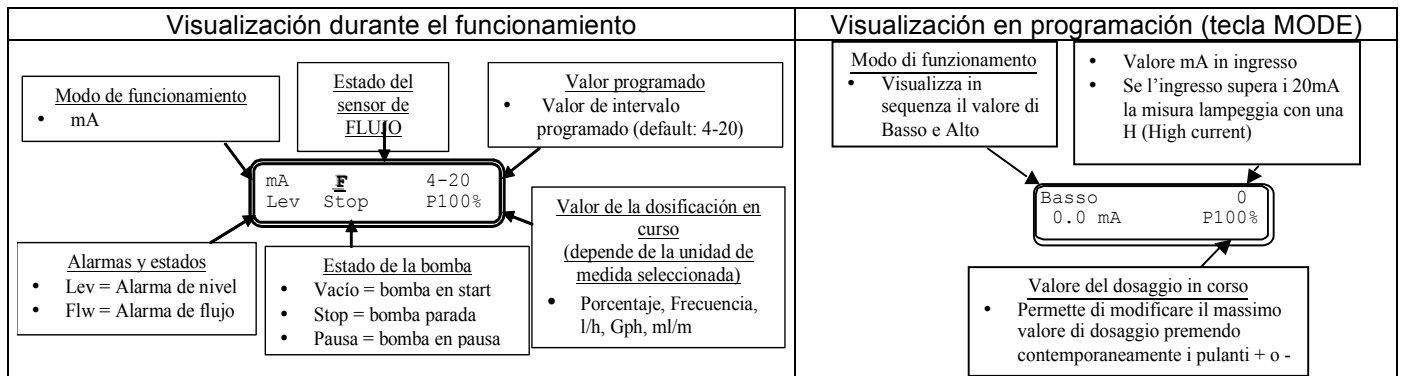 Visualización durante el funcionamiento
Modo de funcionamiento
• mA
Estado del
sensor de
FLUJO
Valor programado
• Valor de intervalo
programado (default: 4-20)
mA F 4-20
Lev Stop P100%
Alarmas y estados
• Lev = Alarma de nivel
• Flw = Alarma de flujo
Estado de la bomba
• Vacío = bomba en start
• Stop = bomba parada
• Pausa = bomba en pausa
Valor de la dosificación en
curso
(depende de la unidad de
medida seleccionada)
• Porcentaje, Frecuencia,
l/h, Gph, ml/m
Visualización en programación (tecla MODE)
Modo di funzionamento
• Visualizza in
sequenza il valore di
Basso e Alto
• Valore mA in ingresso
• Se l’ingresso supera i 20mA
la misura lampeggia con una
H (High current)
Basso 0
0.0 mA P100%
Valore del dosaggio in corso
• Permette di modificare il massimo
valore di dosaggio premendo
contemporaneamente i pulanti + o -